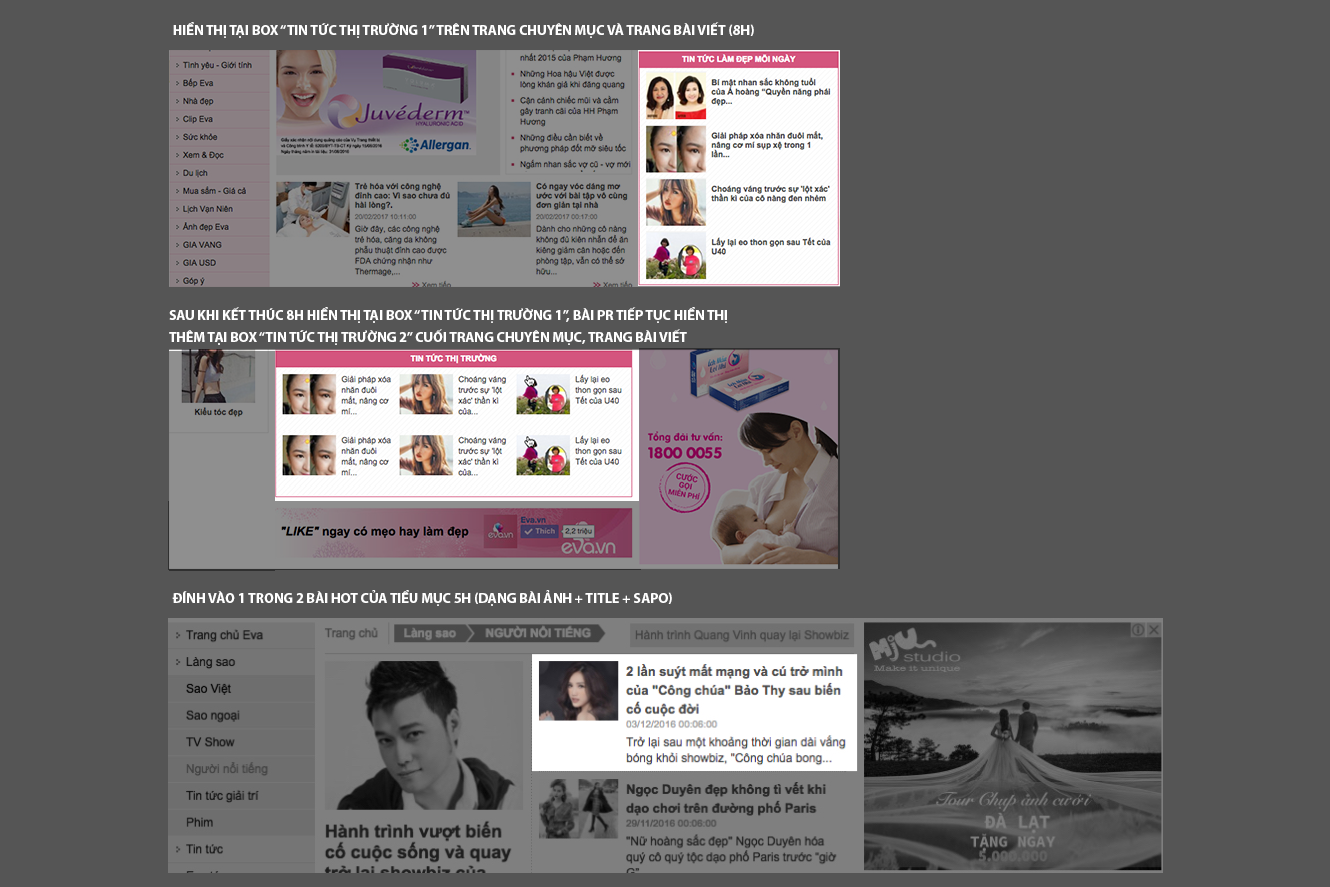 HIỂN THỊ TẠI BOX “TIN TỨC THỊ TRƯỜNG 1” TRÊN TRANG CHUYÊN MỤC VÀ TRANG BÀI VIẾT (8H)
Tình yêu - Giới tính
Bếp Eva
Nhà đẹp
Clip Eva
Sức khỏe
Xem & Đọc
Du lịch
Mua sắm - Giá cả
Lịch Vạn Niên
Ảnh đẹp Eva
GIA VANG
GIA USD
Góp ý
Juvéderm™
HYALURONIC ACID
Allergan
nhất 2015 của Phạm Hương
Những Hoa hậu Việt được
lòng khán giả khi đăng quang
Cận cảnh chiếc mũi và cằm
gây tranh cãi của HH Phạm
Hương
Những điều cần biết về
phương pháp đốt mỡ siêu tốc
Ngắm nhan sắc vợ cũ - vợ mới
Trẻ hóa với công nghệ
đỉnh cao: Vì sao chưa đủ
hài lòng?.
20/02/2017 10:11:00
Giờ đây, các công nghệ
trẻ hóa, căng da không
phẫu thuật đỉnh cao được
FDA chứng nhận như
Thermage,...
Xem tiếp
Có ngay vóc dáng mơ
ước với bài tập vô cùng
đơn giản tại nhà
20/02/2017 00:17:00
Dành cho những cô nàng
không đủ kiên nhẫn để ăn
kiêng giảm cân hoặc đến
phòng tập, vẫn có thể sở
hữu...
Xem tiếp
TIN TỨC LÀM ĐẸP MỖI NGÀY
Bí mật nhan sắc không tuổi
của Á hoàng "Quyền năng phái
đẹp...
Giải pháp xóa nhăn đuôi mắt,
nâng cơ mí sụp xệ trong 1
lần...
Choáng váng trước sự 'lột xác'
thần kì của cô nàng đen nhẻm
Lấy lại eo thon gọn sau Tết của
U40
SAU KHI KẾT THÚC 8H HIỂN THỊ TẠI BOX “TIN TỨC THỊ TRƯỜNG 1”, BÀI PR TIẾP TỤC HIỂN THỊ
THÊM TẠI BOX “TIN TỨC THỊ TRƯỜNG 2” CUỐI TRANG CHUYÊN MỤC, TRANG BÀI VIẾT
Kiểu tóc đẹp
TIN TỨC THỊ TRƯỜNG
Giải pháp xóa
nhăn đuôi
mắt, nâng cơ
mí...
Choáng váng
trước sự 'lột
xác' thần kì
của...
Lấy lại eo
thon gọn sau
Tết của U40
Giải pháp xóa
nhăn đuôi
mắt, nâng cơ
mí...
Choáng váng
trước sự 'lột
xác' thần kì
của...
Lấy lại eo
thon gọn sau
Tết của U40
"LIKE" ngay có mẹo hay làm đẹp
eva.vn
Eva.vn
Thích
2,2 triệu
eva.vn
Tổng đài tư vấn:
1800 0055
CƯỚC
GỌI
MIỄN PHÍ
ĐÍNH VÀO 1 TRONG 2 BÀI HOT CỦA TIỂU MỤC 5H (DẠNG BÀI ẢNH + TITLE + SAPO)
Trang chủ Eva
Làng sao
Sao Việt
Sao ngoại
TV Show
Người nổi tiếng
Tin tức giải trí
Phim
Tin tức
Trang chủ
Làng sao
NGƯỜI NỔI TIẾNG
Hành trình Quang Vinh quay lại Showbiz
Hành trình vượt biến
cố cuộc sống và quay
trở lại showbiz của
2 lần suýt mất mạng và cú trở mình
của "Công chúa" Bảo Thy sau biến
cố cuộc đời
03/12/2016 00:06:00
Trở lại sau một khoảng thời gian dài vắng
bóng khỏi showbiz, "Công chúa bong...
Ngọc Duyên đẹp không tì vết khi
dạo chơi trên đường phố Paris
29/11/2016 00:06:00
"Nữ hoàng sắc đẹp" Ngọc Duyên hóa
quý cô quý tộc dạo phố Paris trước "giờ
G"
MJU
studio
Make it unique
Tour Chụp ảnh cưới
ĐÀ LẠT
TẶNG NGAY
5.000.000